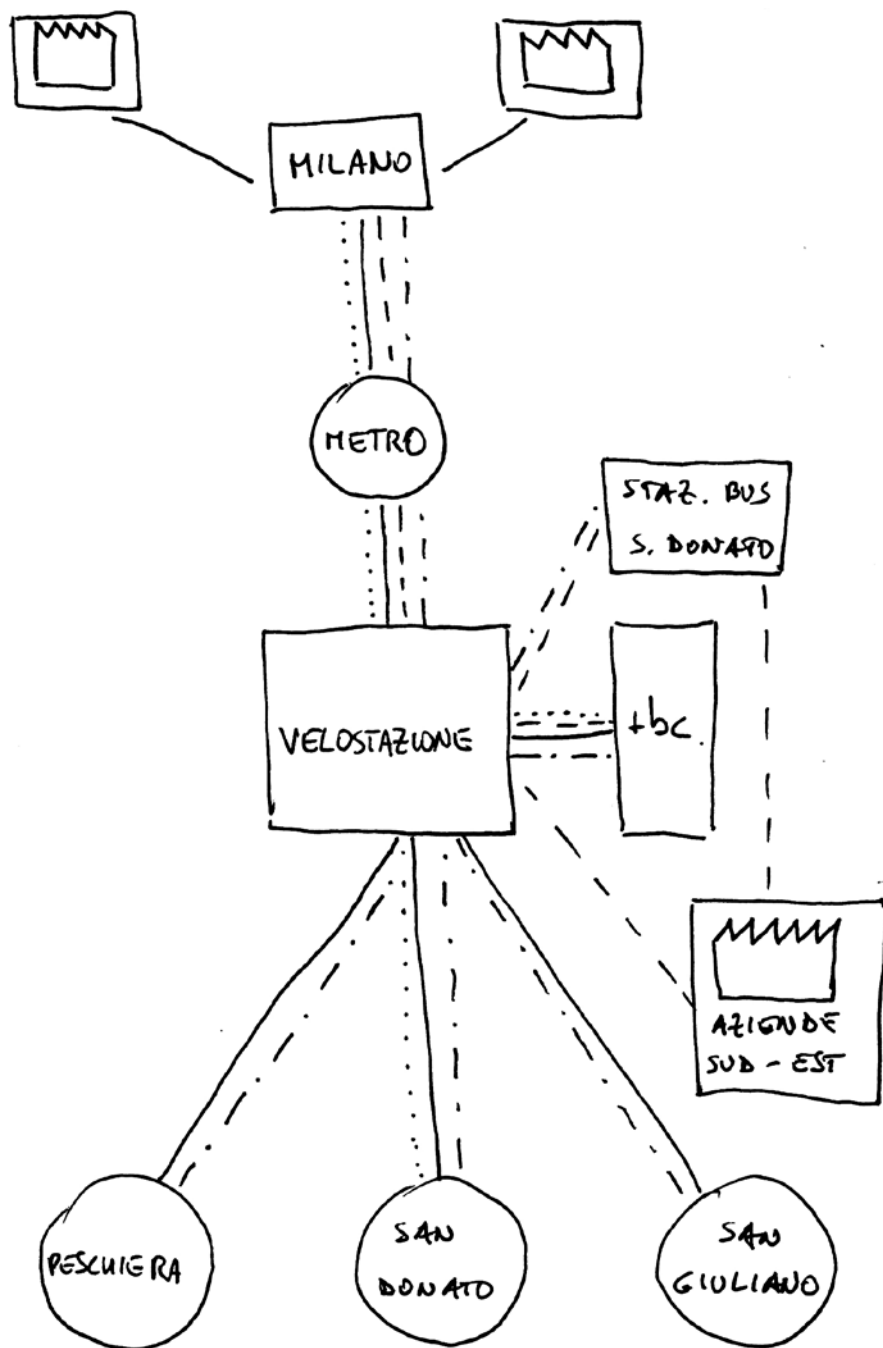 MILANO
METRO
STAZ. BUS
S. DONATO
VELOSTAZIONE
tbc.
AZIENDE
SUD - EST
PESCHIERA
SAN
DONATO
SAN
GIULIANO